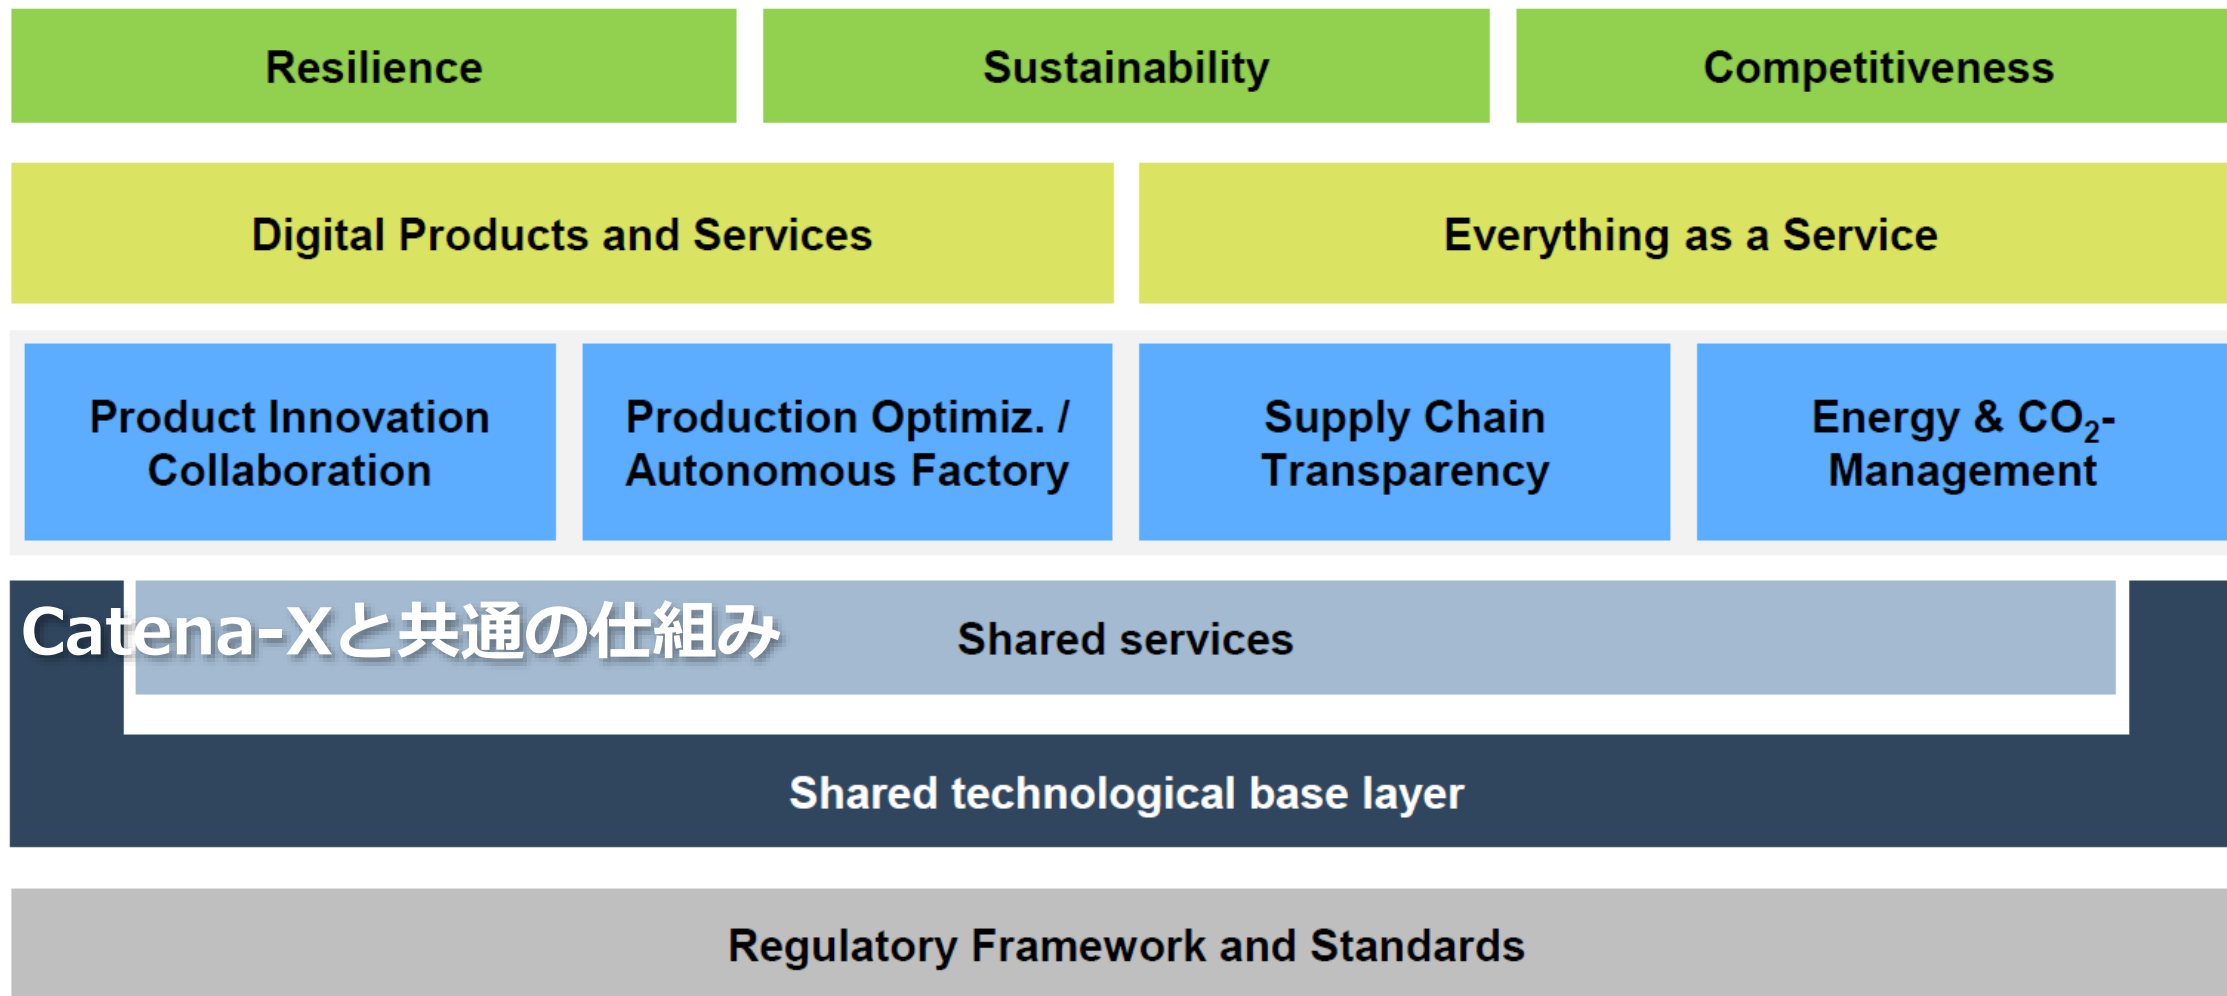 Resilience
Sustainability
Competitiveness
Digital Products and Services
Everything as a Service
Product Innovation
Collaboration
Production Optimiz. /
Autonomous Factory
Supply Chain
Transparency
Energy & CO₂-
Management
Catena-Xと共通の仕組み
Shared services
Shared technological base layer
Regulatory Framework and Standards